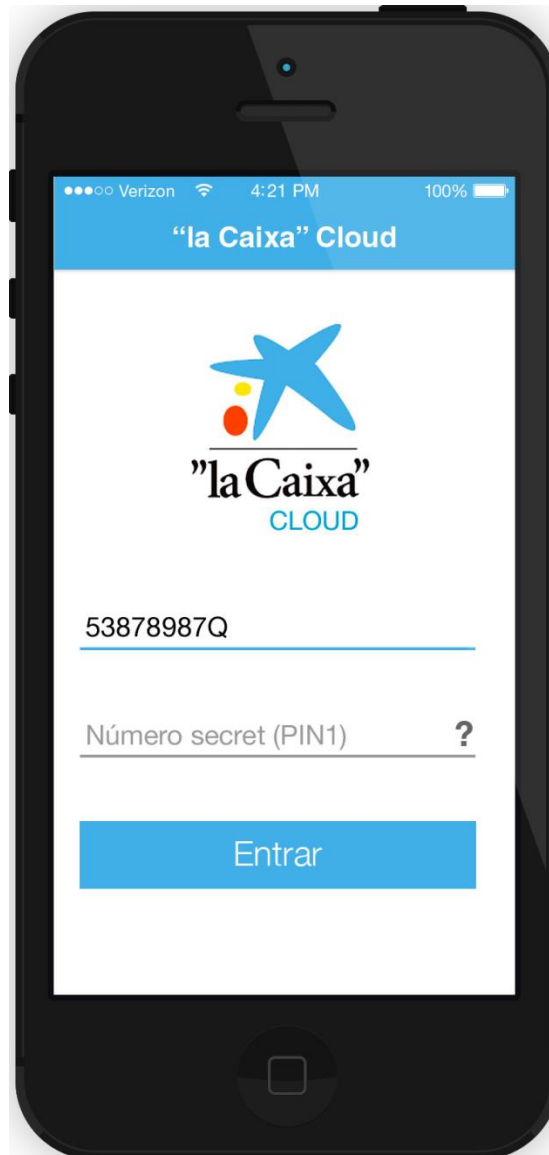 Verizon 4:21 PM 100%
“la Caixa” Cloud
”la Caixa”
CLOUD
53878987Q
Número secret (PIN1) ?
Entrar